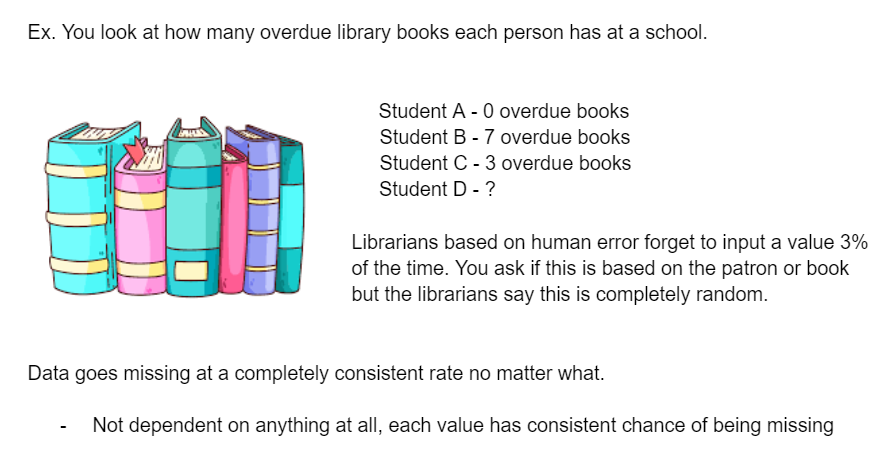 Ex. You look at how many overdue library books each person has at a school.
Student A - 0 overdue books
Student B - 7 overdue books
Student C - 3 overdue books
Student D - ?
Librarians based on human error forget to input a value 3%
of the time. You ask if this is based on the patron or book
but the librarians say this is completely random.
Data goes missing at a completely consistent rate no matter what.
- Not dependent on anything at all, each value has consistent chance of being missing